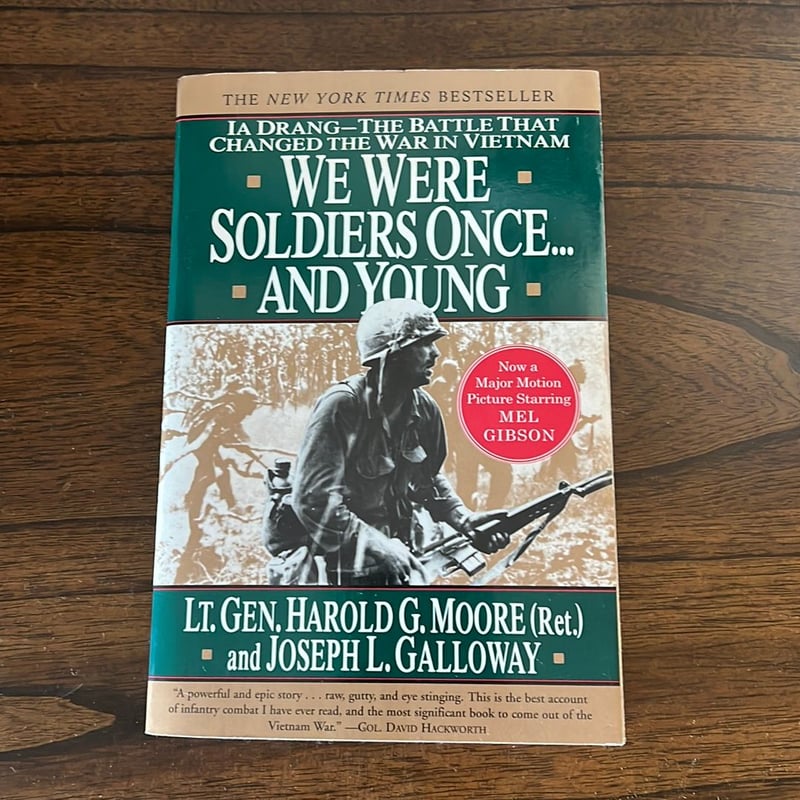 THE NEW YORK TIMES BESTSELLER
IA DRANG—THE BATTLE THAT
CHANGED THE WAR IN VIETNAM
WE WERE
SOLDIERS ONCE...
AND YOUNG
Now a
Major Motion
Picture Starring
MEL
GIBSON
LT. GEN. HAROLD G. MOORE (Ret.)
and JOSEPH L. GALLOWAY
"A powerful and epic story . . . raw, gutty, and eye stinging. This is the best account
of infantry combat I have ever read, and the most significant book to come out of the
Vietnam War." —COL. DAVID HACKWORTH